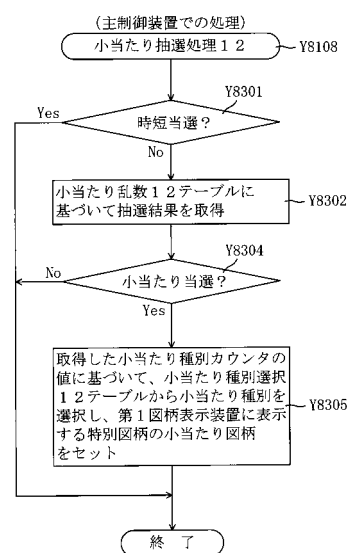 (主制御装置での処理)
小当たり抽選処理12
Y8108
Y8301
Yes
時短当選?
No
Y8302
小当たり乱数12テーブルに
基づいて抽選結果を取得
Y8304
No
小当たり当選?
Yes
取得した小当たり種別カウンタの
値に基づいて、小当たり種別選択
12テーブルから小当たり種別を
選択し、第1図柄表示装置に表示
する特別図柄の小当たり図柄
をセット
Y8305
終了